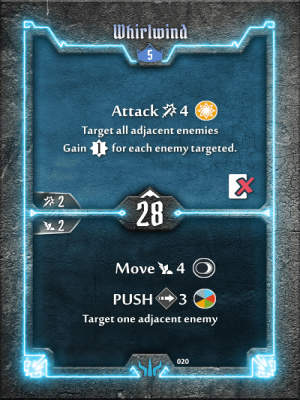 Whirlwind
5
Attack 4
Target all adjacent enemies
Gain 1 for each enemy targeted.
2
28
2
Move 4
PUSH 3
Target one adjacent enemy
020